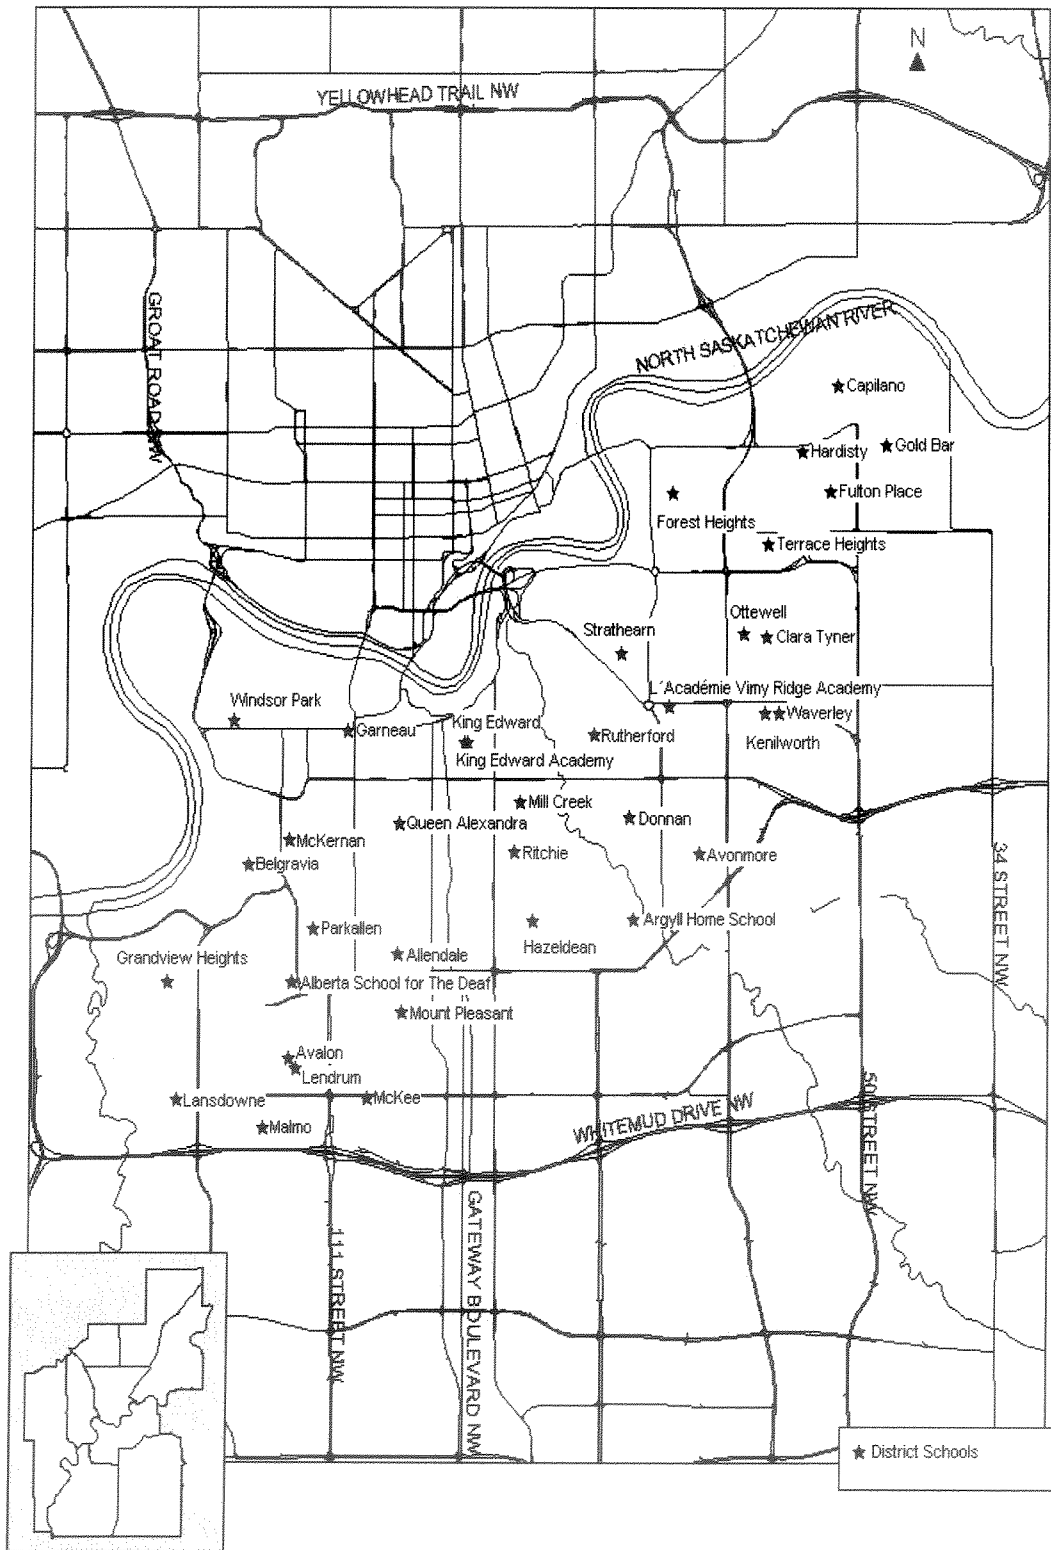 N
YELLOWHEAD TRAIL NW
GROAT ROAD NW
NORTH SASKATCHEWAN RIVER
Capilano
Gold Bar
Hardisty
Fulton Place
Forest Heights
Terrace Heights
Ottewell
Clara Tyner
Strathearn
L´Académie Vimy Ridge Academy
Windsor Park
Garneau
King Edward
King Edward Academy
Rutherford
Waverley
Kenilworth
Mill Creek
Queen Alexandra
Donnan
McKernan
Ritchie
Avonmore
Belgravia
34 STREET NW
Parkallen
Hazeldean
Argyll Home School
Grandview Heights
Allendale
Alberta School for The Deaf
Mount Pleasant
Avalon
Lendrum
Lansdowne
McKee
Malmo
WHITEMUD DRIVE NW
50 STREET NW
111 STREET NW
GATEWAY BOULEVARD NW
District Schools